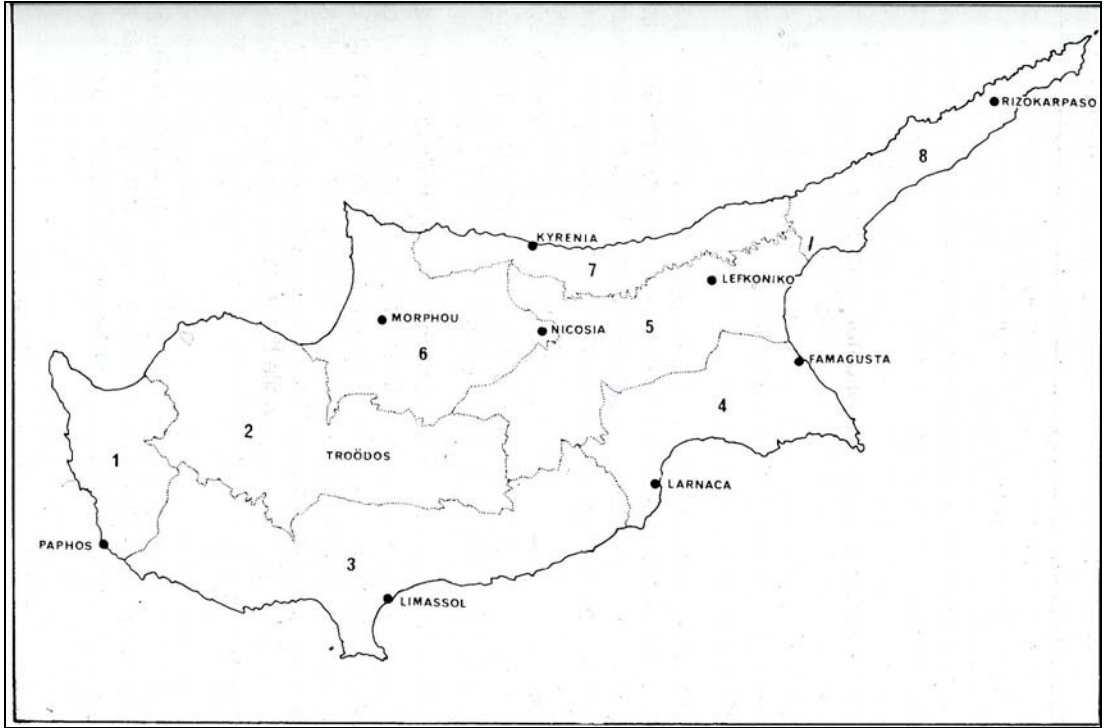 RIZOKARPASO
8
KYRENIA
7
LEFKONIKO
MORPHOU
NICOSIA
5
6
FAMAGUSTA
4
2
TROÖDOS
1
LARNACA
PAPHOS
3
LIMASSOL